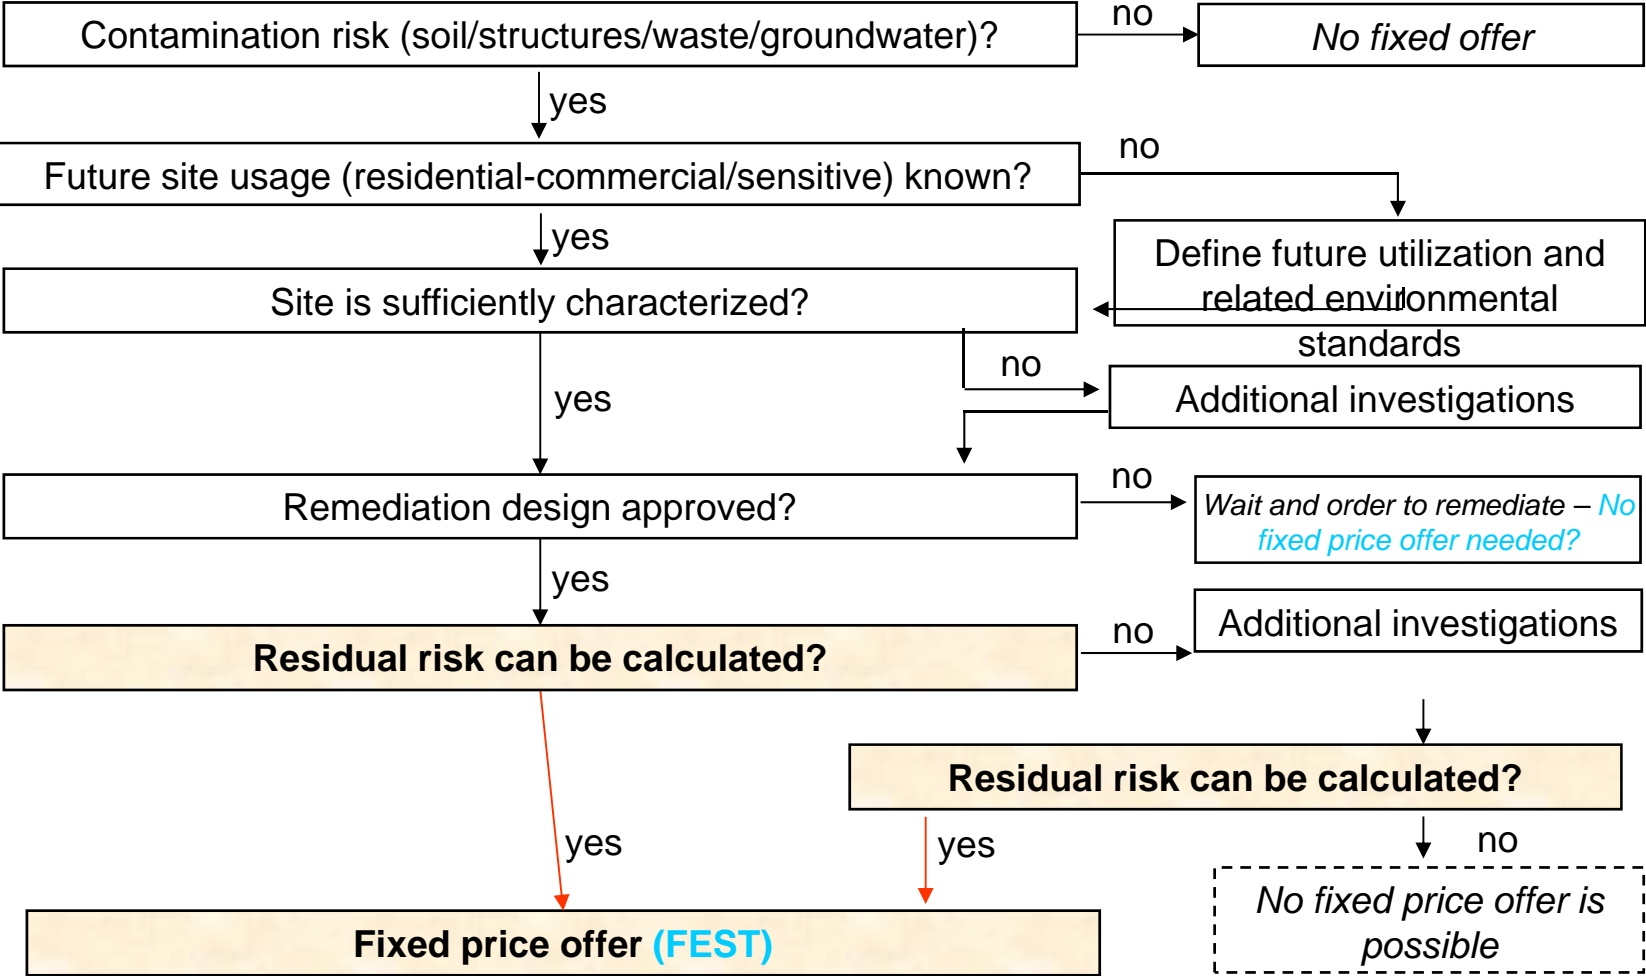 Contamination risk (soil/structures/waste/groundwater)?
no
No fixed offer
yes
Future site usage (residential-commercial/sensitive) known?
no
yes
Define future utilization and
related environmental
standards
Site is sufficiently characterized?
no
Additional investigations
yes
Remediation design approved?
no
Wait and order to remediate – No
fixed price offer needed?
yes
Residual risk can be calculated?
no
Additional investigations
Residual risk can be calculated?
yes
yes
no
No fixed price offer is
possible
Fixed price offer (FEST)